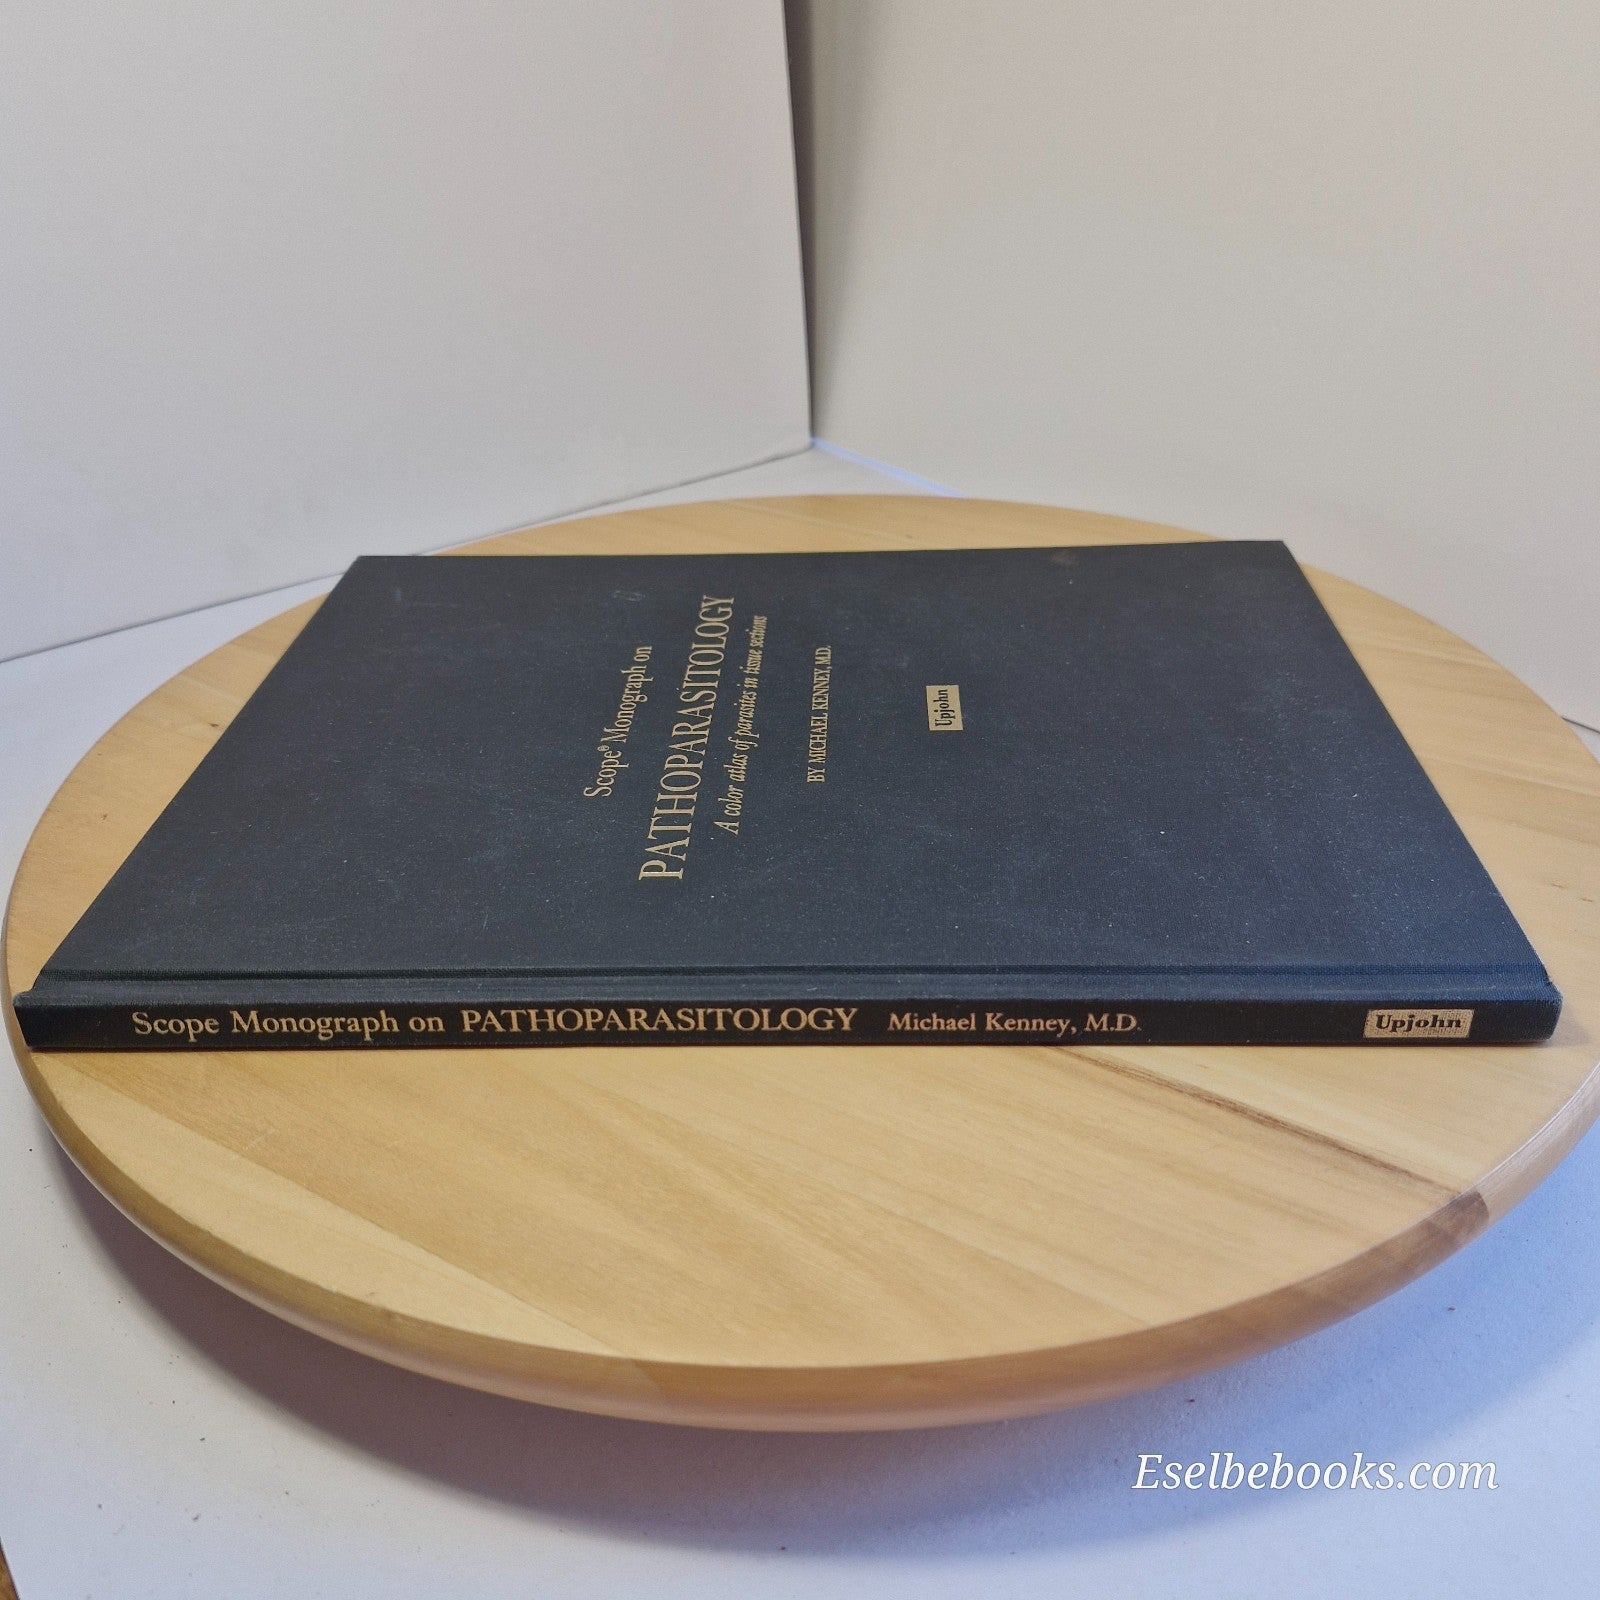 Scope® Monograph on
PATHOPARASITOLOGY
A color atlas of parasites in tissue sections
BY MICHAEL KENNEY, M.D.
Upjohn
Scope Monograph on PATHOPARASITOLOGY Michael Kenney, M.D. Upjohn
Eselbebooks.com